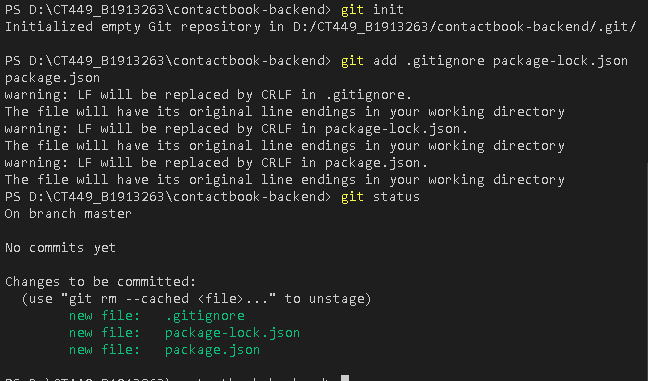 PS D:\CT449_B1913263\contactbook-backend> git init
Initialized empty Git repository in D:/CT449_B1913263/contactbook-backend/.git/
PS D:\CT449_B1913263\contactbook-backend> git add .gitignore package-lock.json
package.json
warning: LF will be replaced by CRLF in .gitignore.
The file will have its original line endings in your working directory
warning: LF will be replaced by CRLF in package-lock.json.
The file will have its original line endings in your working directory
warning: LF will be replaced by CRLF in package.json.
The file will have its original line endings in your working directory
PS D:\CT449_B1913263\contactbook-backend> git status
On branch master
No commits yet
Changes to be committed:
(use "git rm --cached <file>..." to unstage)
new file: .gitignore
new file: package-lock.json
new file: package.json
PS D:\CT449_B1913263\contactbook-backend>